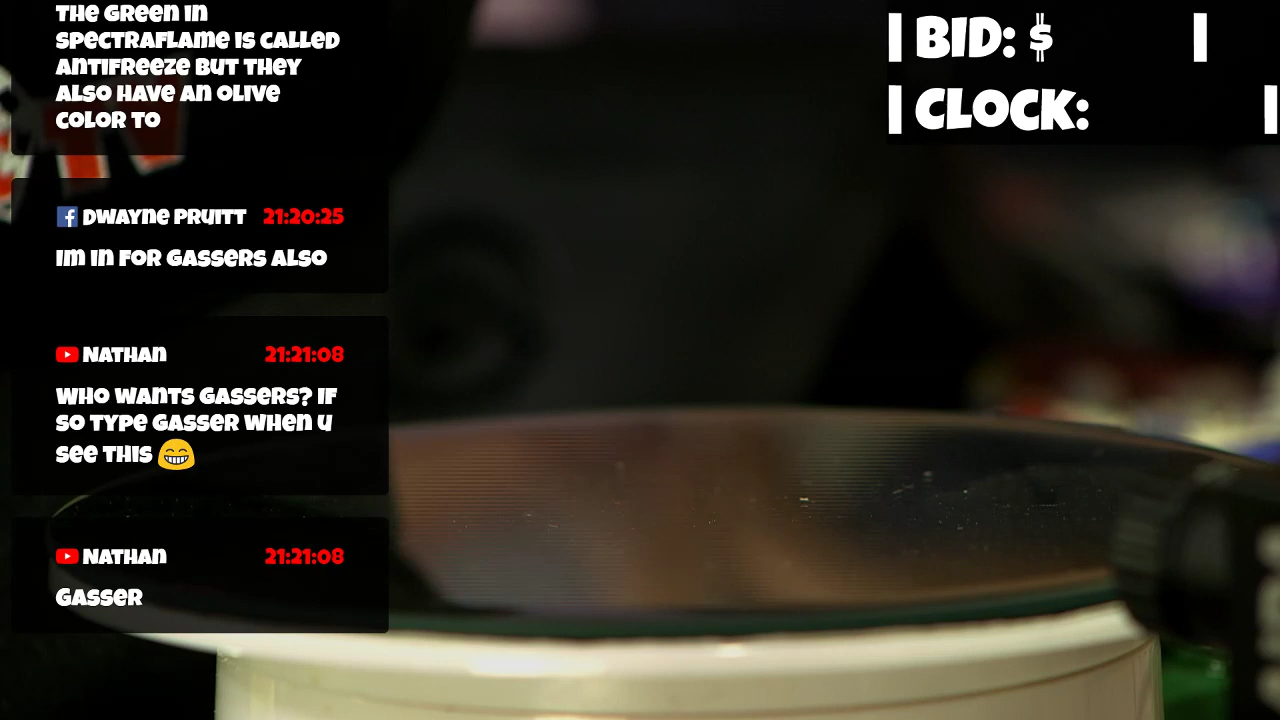 THE GREEN IN
SPECTRAFLAME IS CALLED
ANTIFREEZE BUT THEY
ALSO HAVE AN OLIVE
COLOR TO
DWAYNE PRUITT 21:20:25
IM IN FOR GASSERS ALSO
NATHAN 21:21:08
WHO WANTS GASSERS? IF
SO TYPE GASSER WHEN U
SEE THIS 😁
NATHAN 21:21:08
GASSER
| BID: $ |
| CLOCK: |